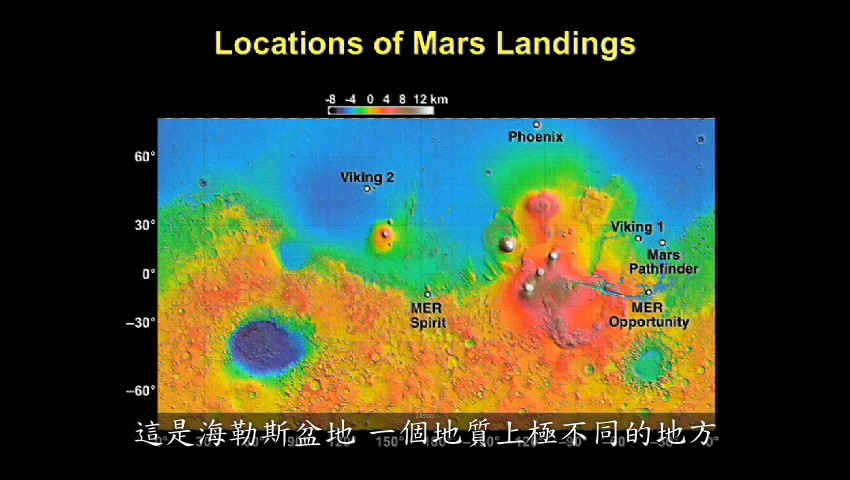 Locations of Mars Landings
-8 -4 0 4 8 12 km
Phoenix
60°
Viking 2
30°
Viking 1
Mars
Pathfinder
0°
MER
Spirit
MER
Opportunity
-30°
-60°
這是海勒斯盆地 一個地質上極不同的地方